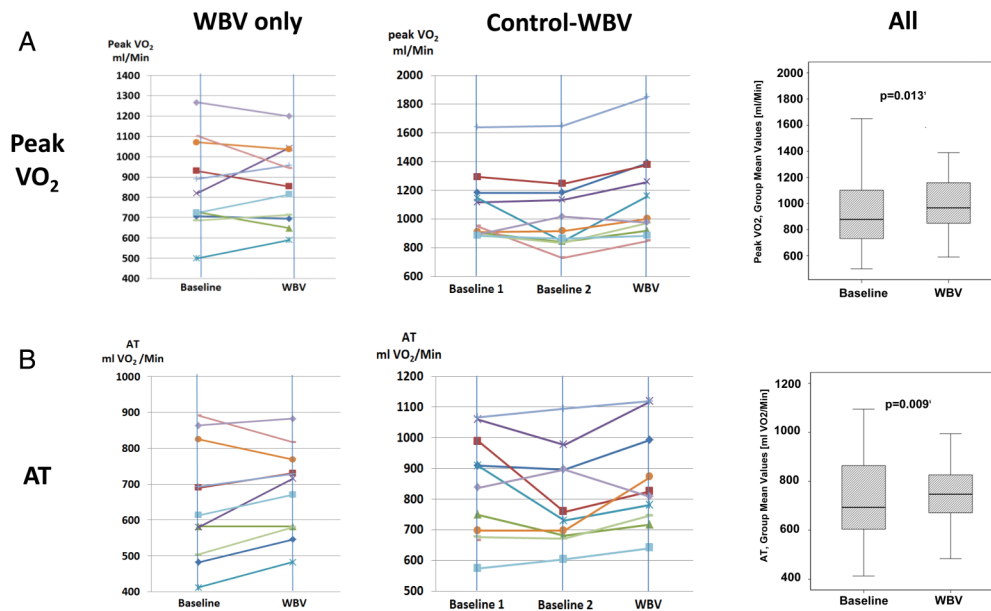 WBV only
Control-WBV
All
A
Peak VO₂
ml/Min
1400
1300
1200
1100
1000
900
800
700
600
500
400
Baseline
WBV
peak VO₂
ml/Min
2000
1800
1600
1400
1200
1000
800
600
Baseline 1
Baseline 2
WBV
Peak VO2, Group Mean Values [ml/Min]
2000
1800
1600
1400
1200
1000
800
600
p=0.013'
Baseline
WBV
Peak
VO₂
B
AT
ml VO₂ /Min
1000
900
800
700
600
500
400
Baseline
WBV
AT
ml VO₂/Min
1200
1100
1000
900
800
700
600
500
Baseline 1
Baseline 2
WBV
AT, Group Mean Values [ml VO2/Min]
1200
1000
800
600
400
p=0.009'
Baseline
WBV
AT